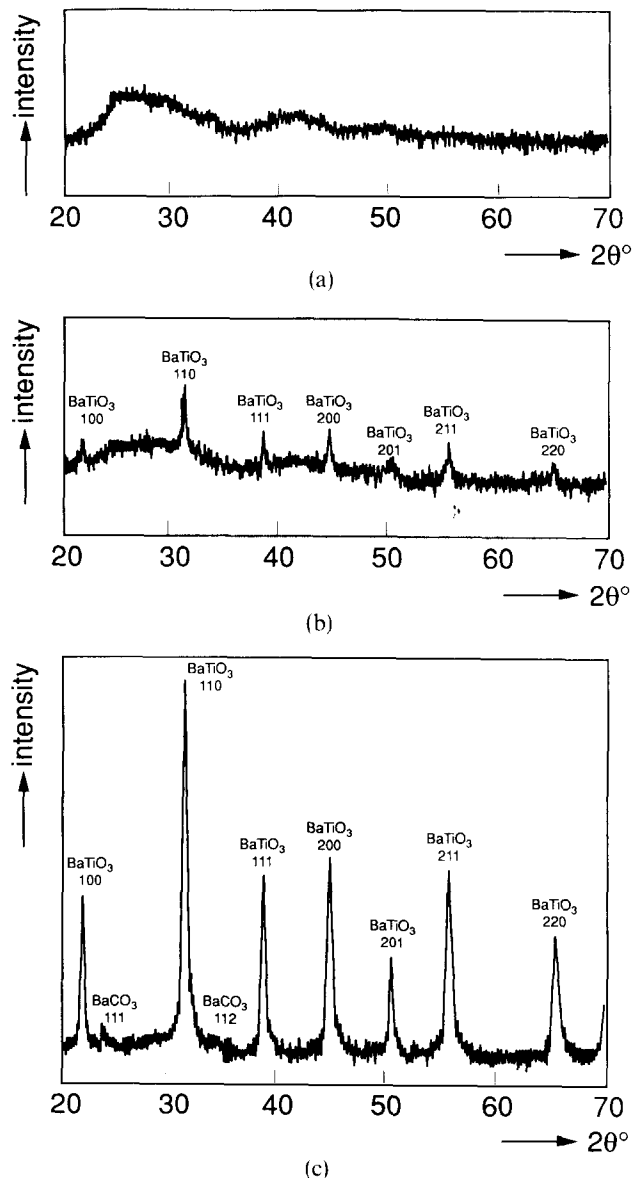 intensity
20 30 40 50 60 70
2θ°
(a)
intensity
BaTiO₃
100
BaTiO₃
110
BaTiO₃
111
BaTiO₃
200
BaTiO₃
201
BaTiO₃
211
BaTiO₃
220
20 30 40 50 60 70
2θ°
(b)
intensity
BaTiO₃
100
BaCO₃
111
BaTiO₃
110
BaCO₃
112
BaTiO₃
111
BaTiO₃
200
BaTiO₃
201
BaTiO₃
211
BaTiO₃
220
20 30 40 50 60 70
2θ°
(c)